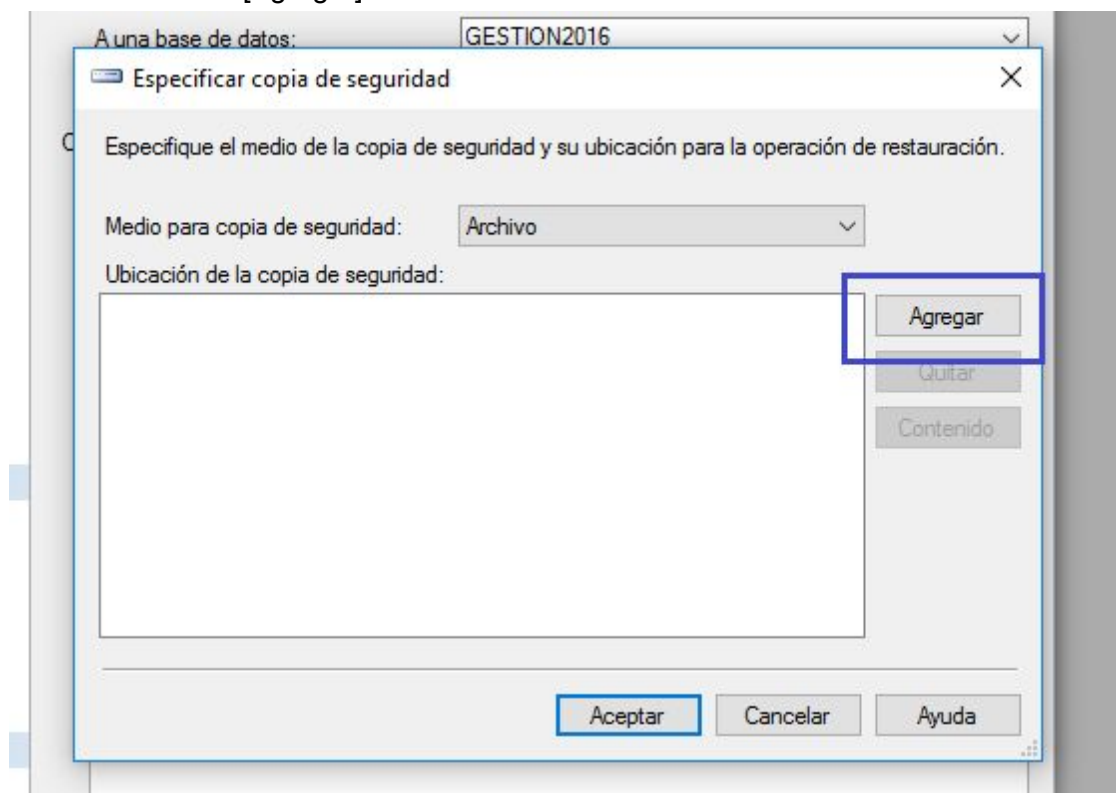 A una base de datos: GESTION2016
Especificar copia de seguridad
Especifique el medio de la copia de seguridad y su ubicación para la operación de restauración.
Medio para copia de seguridad: Archivo
Ubicación de la copia de seguridad:
Agregar
Quitar
Contenido
Aceptar Cancelar Ayuda